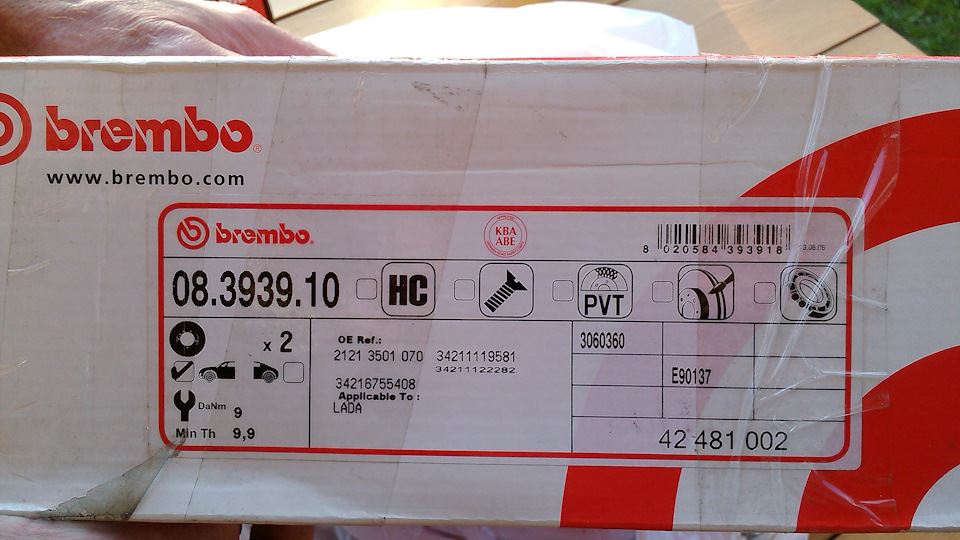 brembo®
www.brembo.com
brembo®
KBA
ABE
8 020584 393918
08.3939.10
HC
PVT
x 2
DaNm 9
Min Th 9,9
OE Ref.:
2121 3501 070 34211119581
34211122282
34216755408
Applicable To :
LADA
3060360
E90137
42 481 002